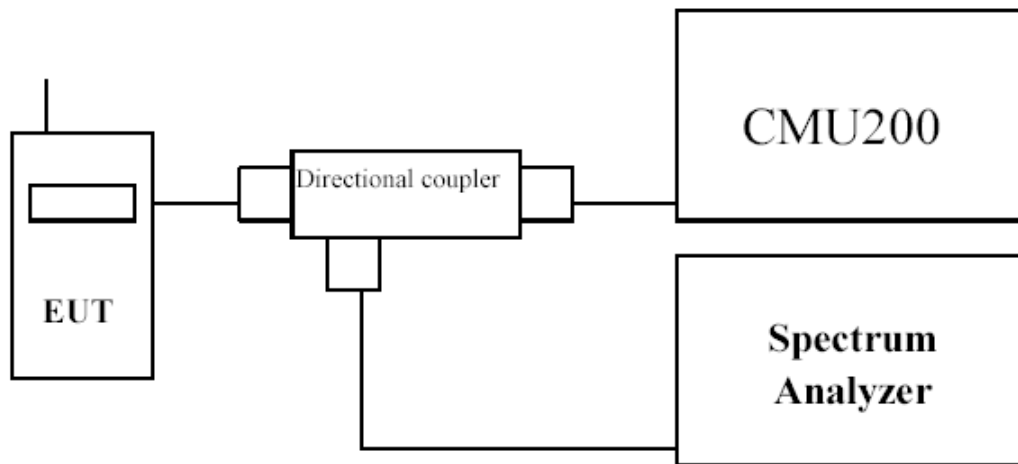 CMU200
Directional coupler
EUT
Spectrum
Analyzer